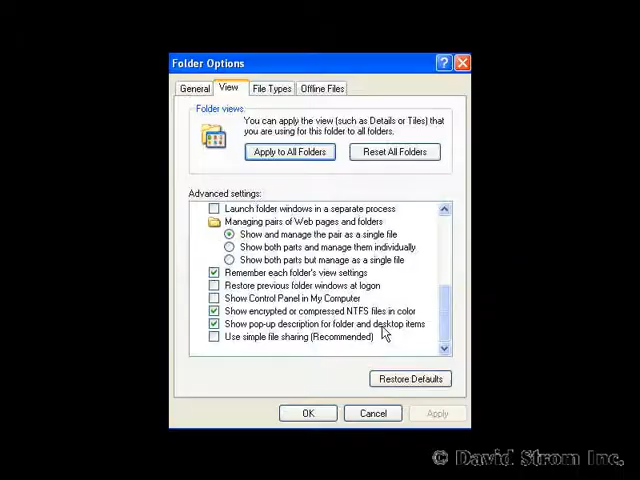 Folder Options
General
View
File Types
Offline Files
Folder views
You can apply the view (such as Details or Tiles) that
you are using for this folder to all folders.
Apply to All Folders
Reset All Folders
Advanced settings:
Launch folder windows in a separate process
Managing pairs of Web pages and folders
Show and manage the pair as a single file
Show both parts and manage them individually
Show both parts but manage as a single file
Remember each folder's view settings
Restore previous folder windows at logon
Show Control Panel in My Computer
Show encrypted or compressed NTFS files in color
Show pop-up description for folder and desktop items
Use simple file sharing (Recommended)
Restore Defaults
OK
Cancel
Apply
© David Strom Inc.